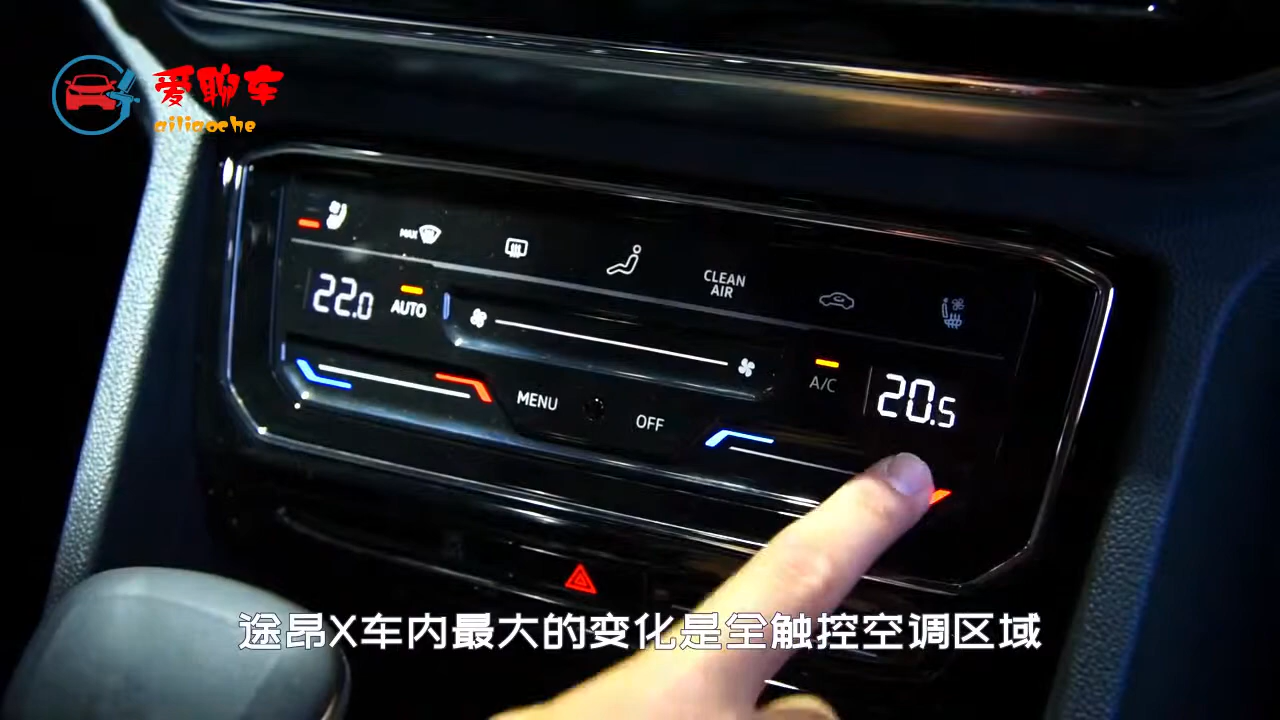 爱聊车
ailiaoche
MAX
CLEAN
AIR
22.0
AUTO
A/C
20.5
MENU
OFF
途昂X车内最大的变化是全触控空调区域